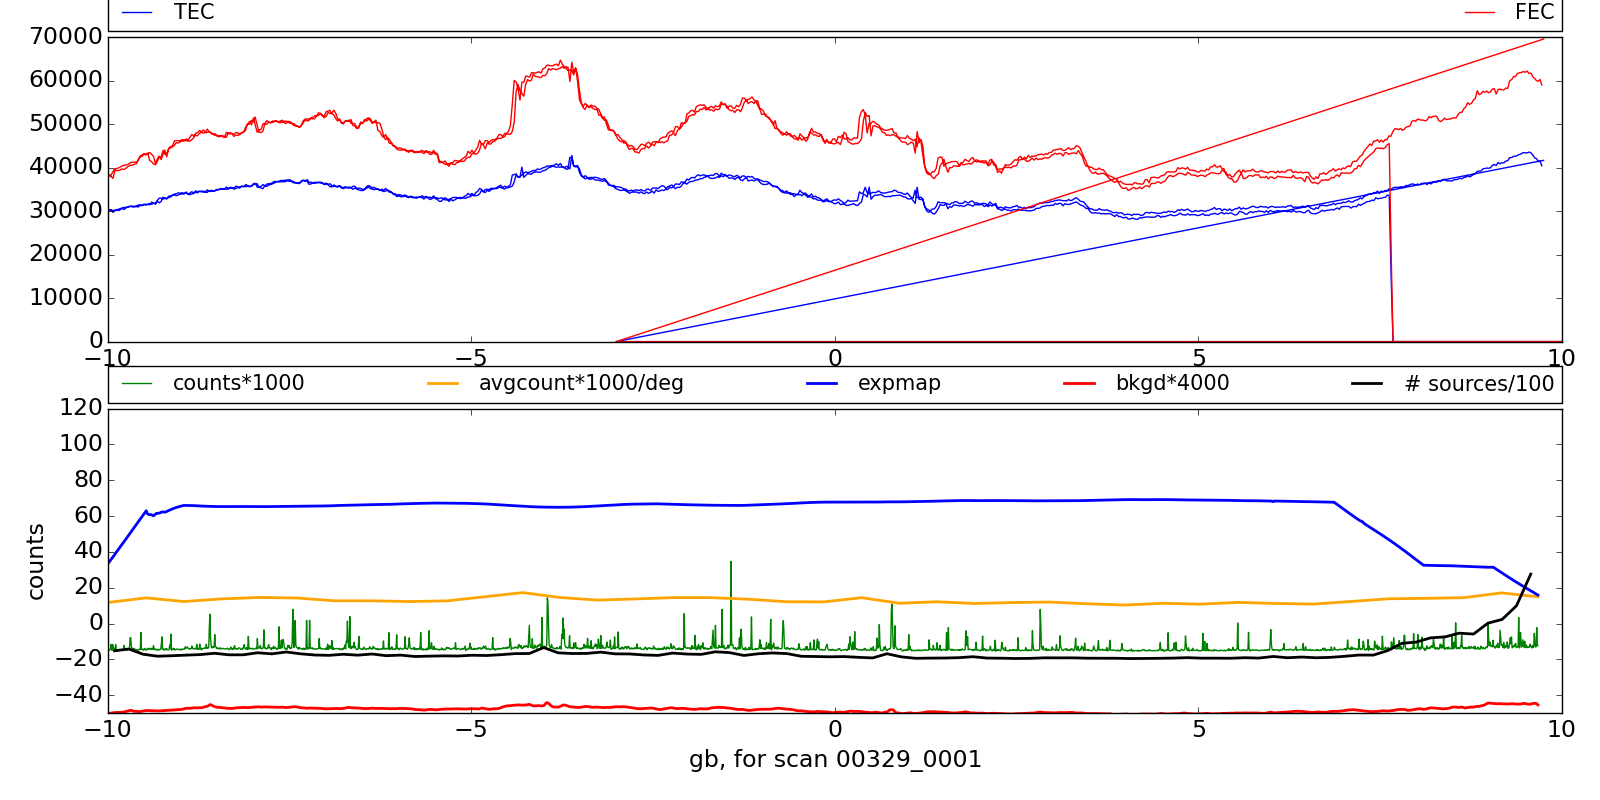 TEC FEC
70000
60000
50000
40000
30000
20000
10000
0
−10 −5 0 5 10
counts*1000 avgcount*1000/deg expmap bkgd*4000 # sources/100
120
100
80
60
40
20
0
−20
−40
counts
−10 −5 0 5 10
gb, for scan 00329_0001